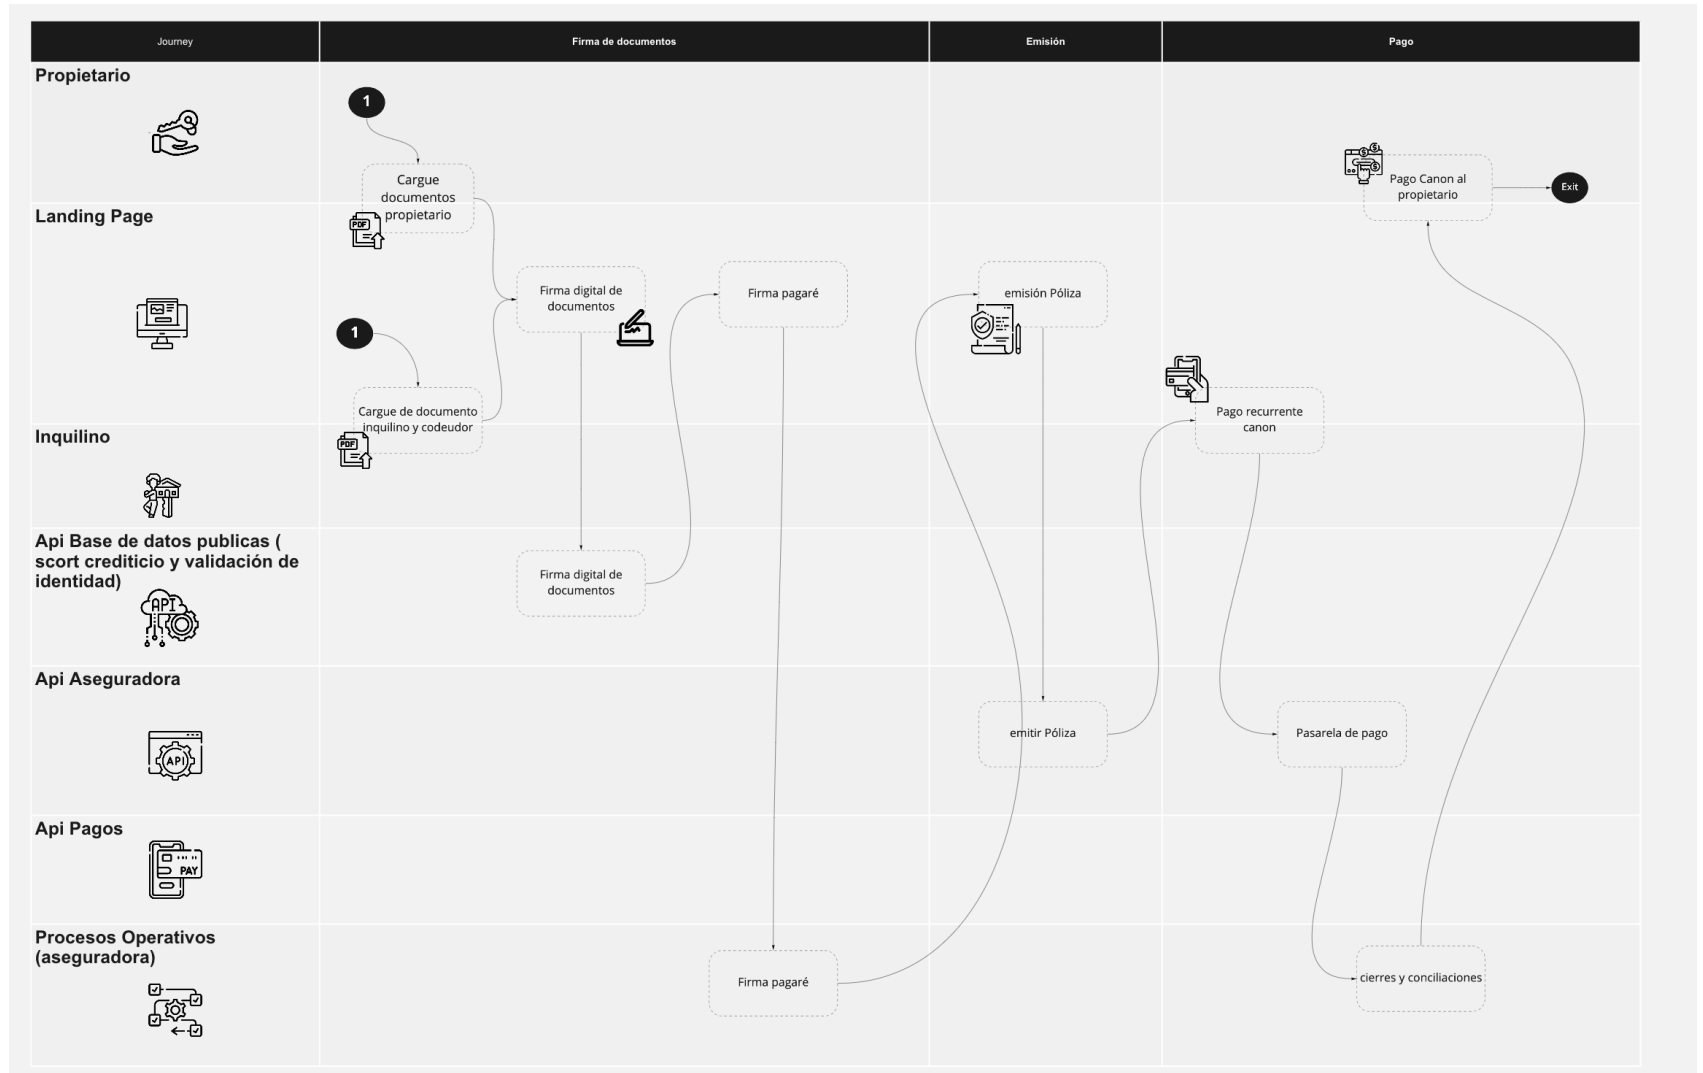 Journey
Firma de documentos
Emisión
Pago
Propietario
1
Cargue
documentos
propietario
PDF
Pago Canon al
propietario
Exit
Landing Page
Firma digital de
documentos
Firma pagaré
emisión Póliza
1
Cargue de documento
inquilino y codeudor
PDF
Pago recurrente
canon
Inquilino
Api Base de datos publicas (
scort crediticio y validación de
identidad)
API
Firma digital de
documentos
Api Aseguradora
API
emitir Póliza
Pasarela de pago
Api Pagos
PAY
Procesos Operativos
(aseguradora)
Firma pagaré
cierres y conciliaciones